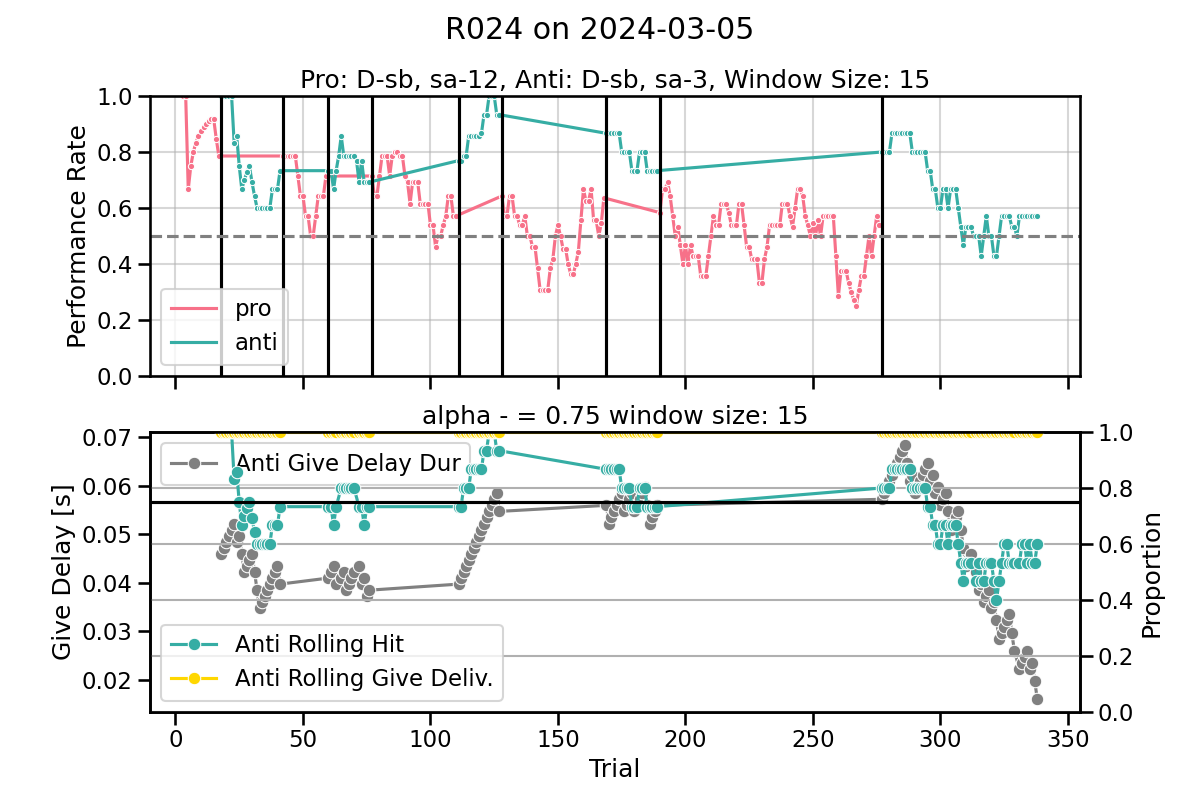 R024 on 2024-03-05
Pro: D-sb, sa-12, Anti: D-sb, sa-3, Window Size: 15
1.0
0.8
0.6
0.4
0.2
0.0
Performance Rate
pro
anti
alpha - = 0.75 window size: 15
0.07
0.06
0.05
0.04
0.03
0.02
Give Delay [s]
Anti Give Delay Dur
Anti Rolling Hit
Anti Rolling Give Deliv.
1.0
0.8
0.6
0.4
0.2
0.0
Proportion
0 50 100 150 200 250 300 350
Trial